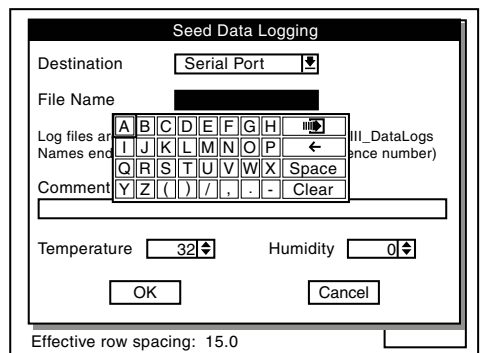 Seed Data Logging
Destination Serial Port
File Name
A B C D E F G H
Log files ar III_DataLogs
I J K L M N O P ←
Names end ence number)
Q R S T U V W X Space
Comment Y Z ( ) / , . - Clear
Temperature 32 Humidity 0
OK Cancel
Effective row spacing: 15.0